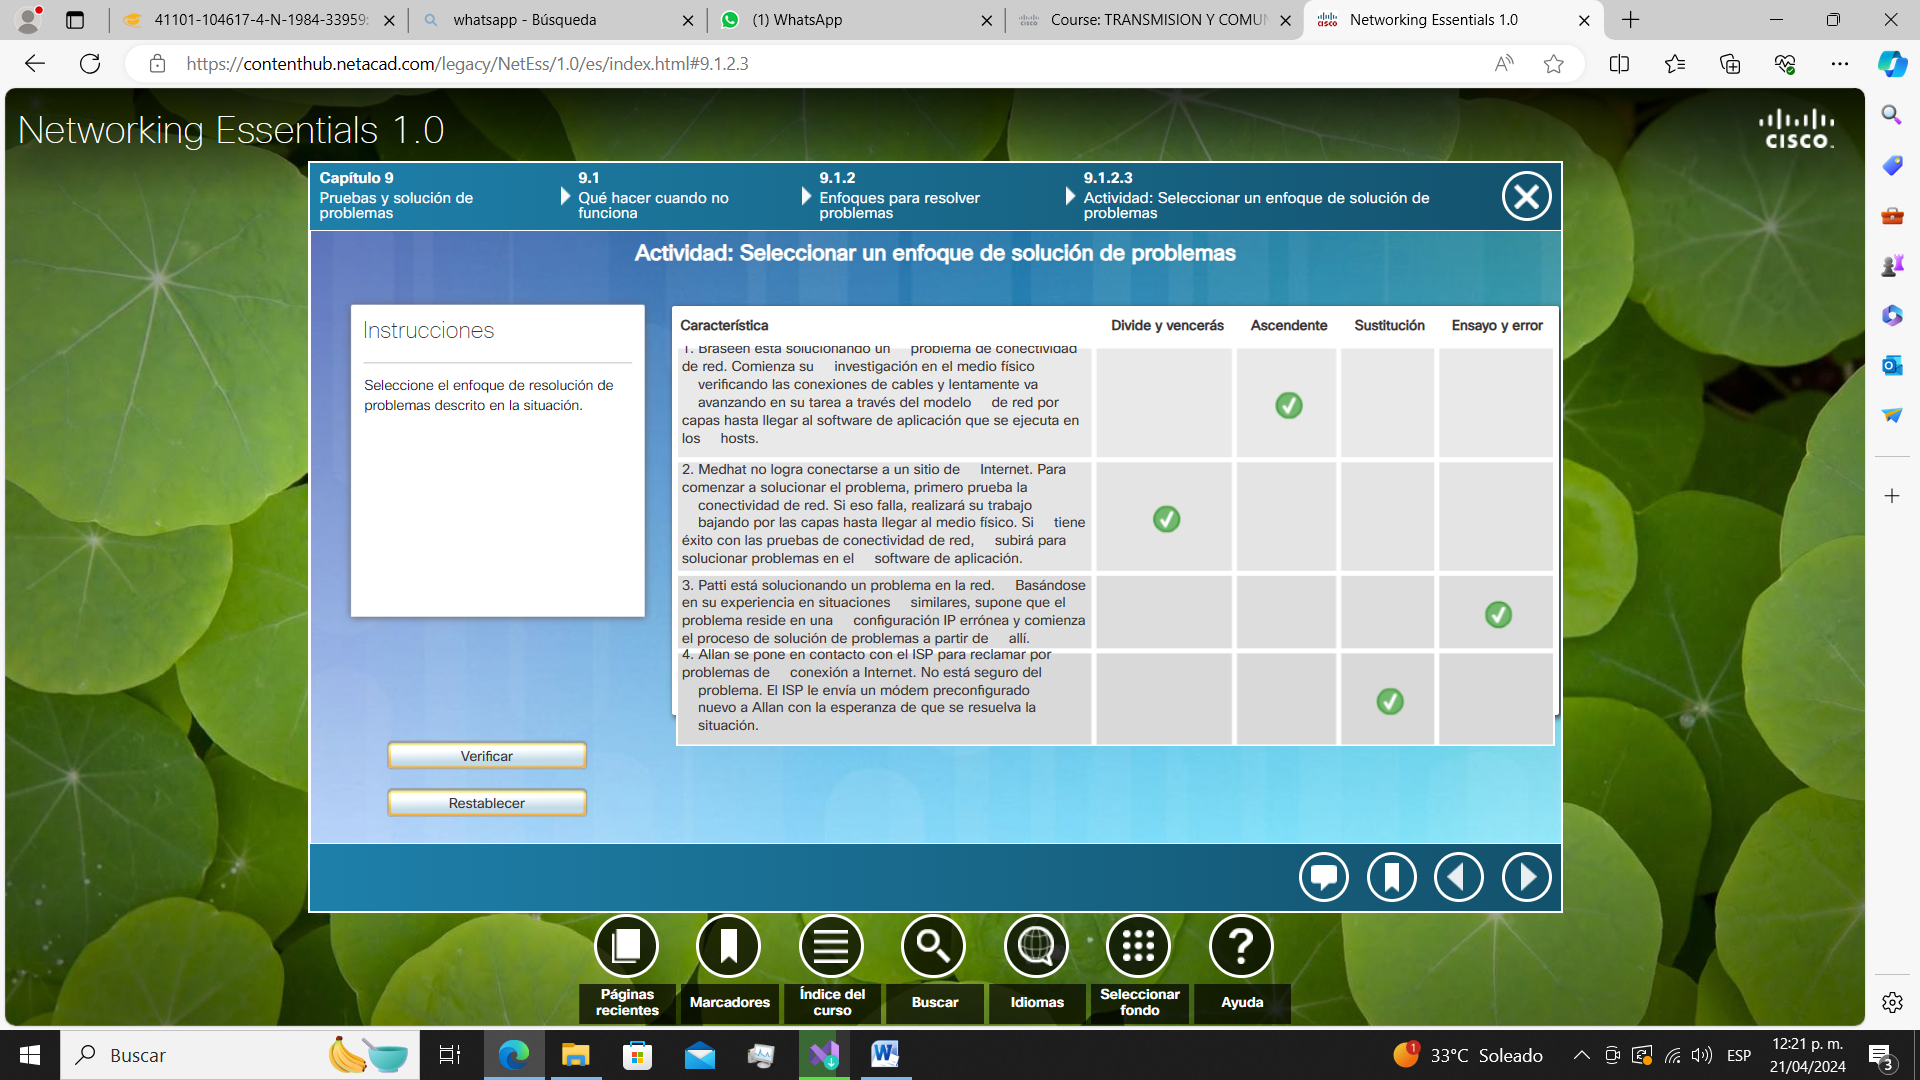 41101-104617-4-N-1984-33959
whatsapp - Búsqueda
(1) WhatsApp
Course: TRANSMISION Y COMU
Networking Essentials 1.0
https://contenthub.netacad.com/legacy/NetEss/1.0/es/index.html#9.1.2.3
Networking Essentials 1.0
CISCO
Capítulo 9
Pruebas y solución de
problemas
9.1
Qué hacer cuando no
funciona
9.1.2
Enfoques para resolver
problemas
9.1.2.3
Actividad: Seleccionar un enfoque de solución de
problemas
Actividad: Seleccionar un enfoque de solución de problemas
Instrucciones
Seleccione el enfoque de resolución de
problemas descrito en la situación.
Verificar
Restablecer
Característica Divide y vencerás Ascendente Sustitución Ensayo y error
1. Braseen está solucionando un problema de conectividad
de red. Comienza su investigación en el medio físico
verificando las conexiones de cables y lentamente va
avanzando en su tarea a través del modelo de red por
capas hasta llegar al software de aplicación que se ejecuta en
los hosts.
2. Medhat no logra conectarse a un sitio de Internet. Para
comenzar a solucionar el problema, primero prueba la
conectividad de red. Si eso falla, realizará su trabajo
bajando por las capas hasta llegar al medio físico. Si tiene
éxito con las pruebas de conectividad de red, subirá para
solucionar problemas en el software de aplicación.
3. Patti está solucionando un problema en la red. Basándose
en su experiencia en situaciones similares, supone que el
problema reside en una configuración IP errónea y comienza
el proceso de solución de problemas a partir de allí.
4. Allan se pone en contacto con el ISP para reclamar por
problemas de conexión a Internet. No está seguro del
problema. El ISP le envía un módem preconfigurado
nuevo a Allan con la esperanza de que se resuelva la
situación.
Páginas
recientes
Marcadores
Índice del
curso
Buscar
Idiomas
Seleccionar
fondo
Ayuda
Buscar
1
33°C Soleado
ESP
12:21 p. m.
21/04/2024
3